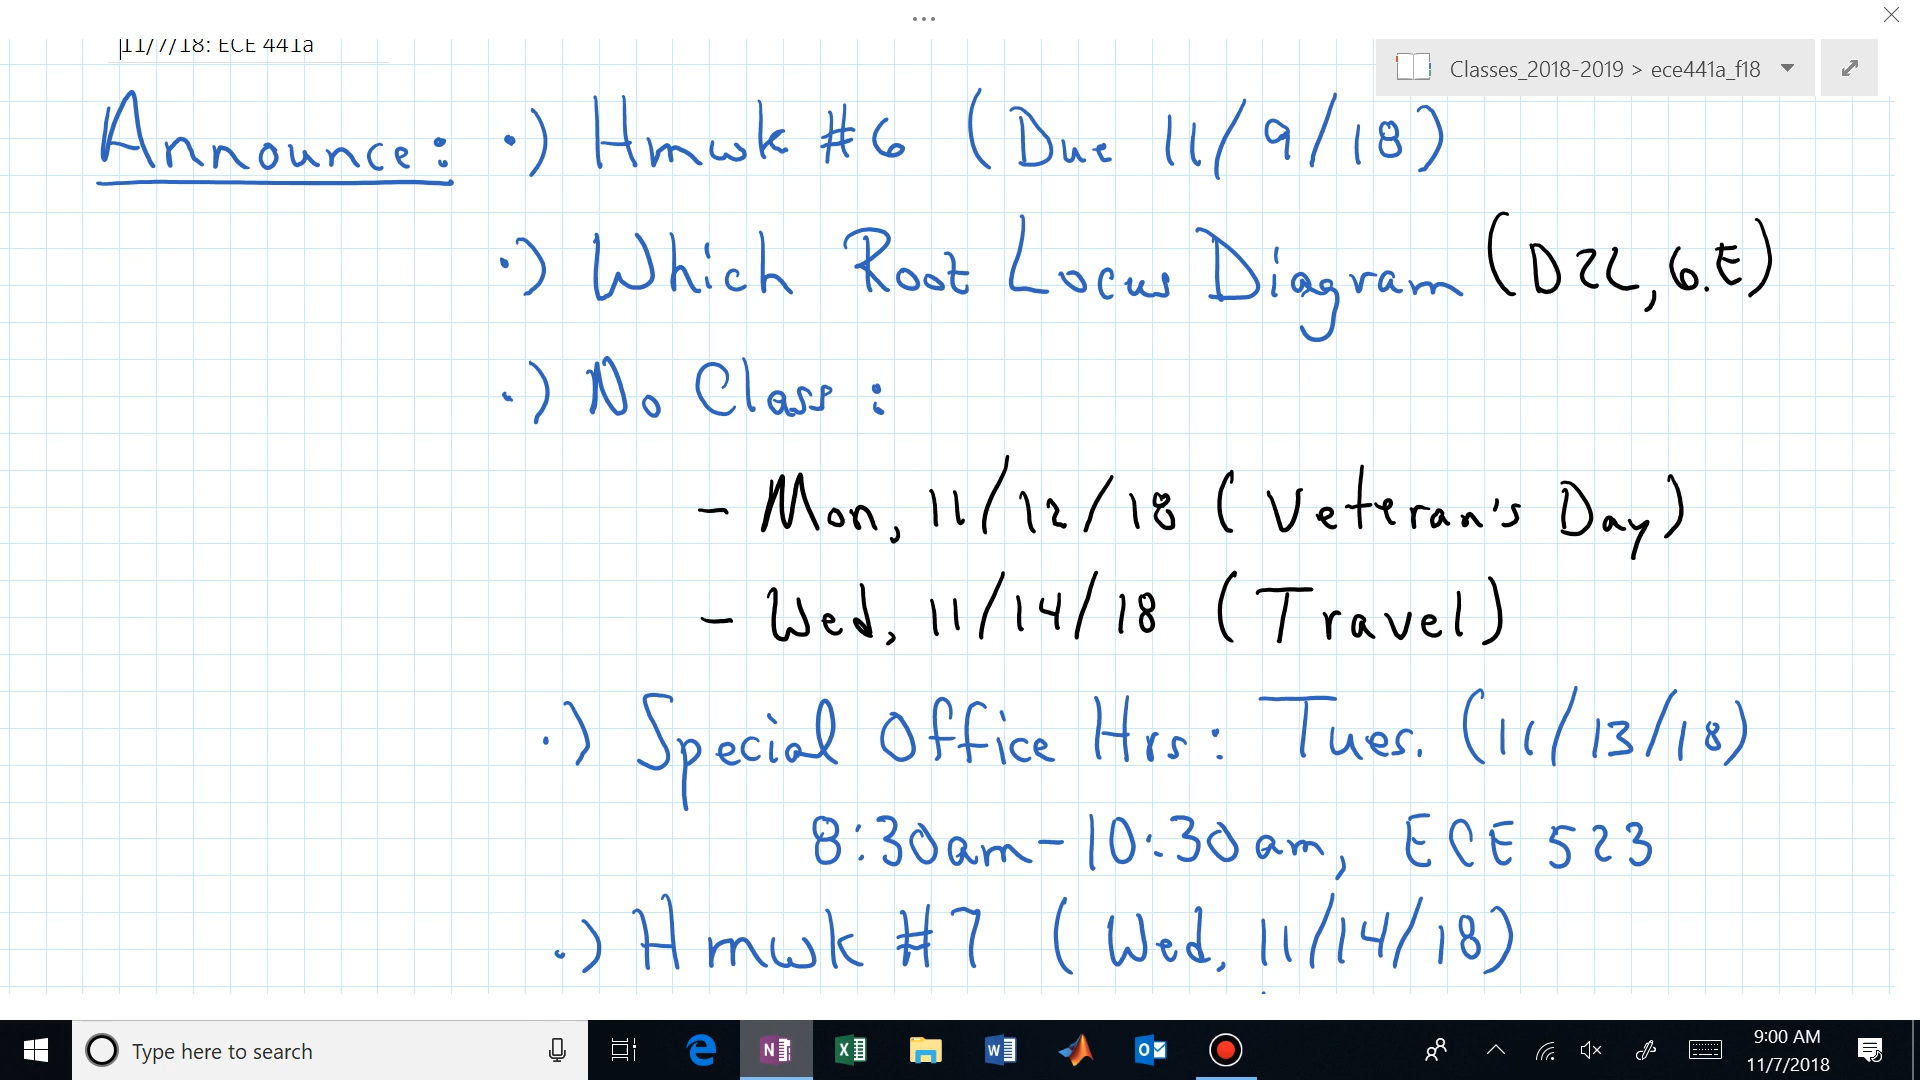 11/7/18: ECE 441a
Classes_2018-2019 > ece441a_f18
Announce: ·) Hmwk #6 (Due 11/9/18)
·) Which Root Locus Diagram (D2L, 6.E)
·) No Class:
- Mon, 11/12/18 (Veteran's Day)
- Wed, 11/14/18 (Travel)
·) Special Office Hrs: Tues. (11/13/18)
8:30am-10:30am, ECE 523
·) Hmwk #7 (Wed, 11/14/18)
Type here to search
9:00 AM
11/7/2018